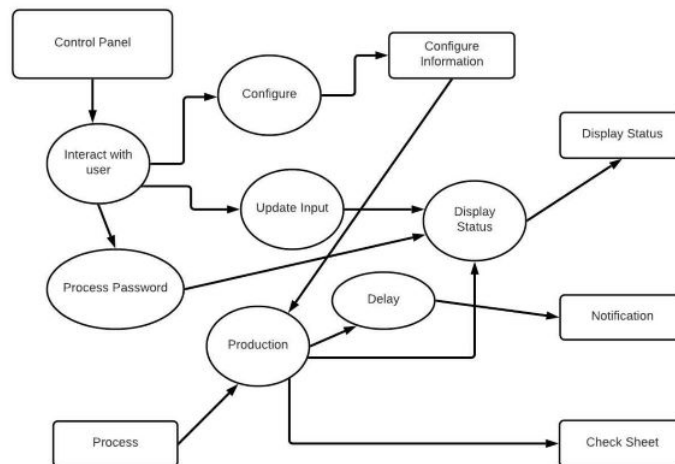 Control Panel
Configure
Information
Configure
Display Status
Interact with
user
Update Input
Display
Status
Process Password
Delay
Notification
Production
Process
Check Sheet